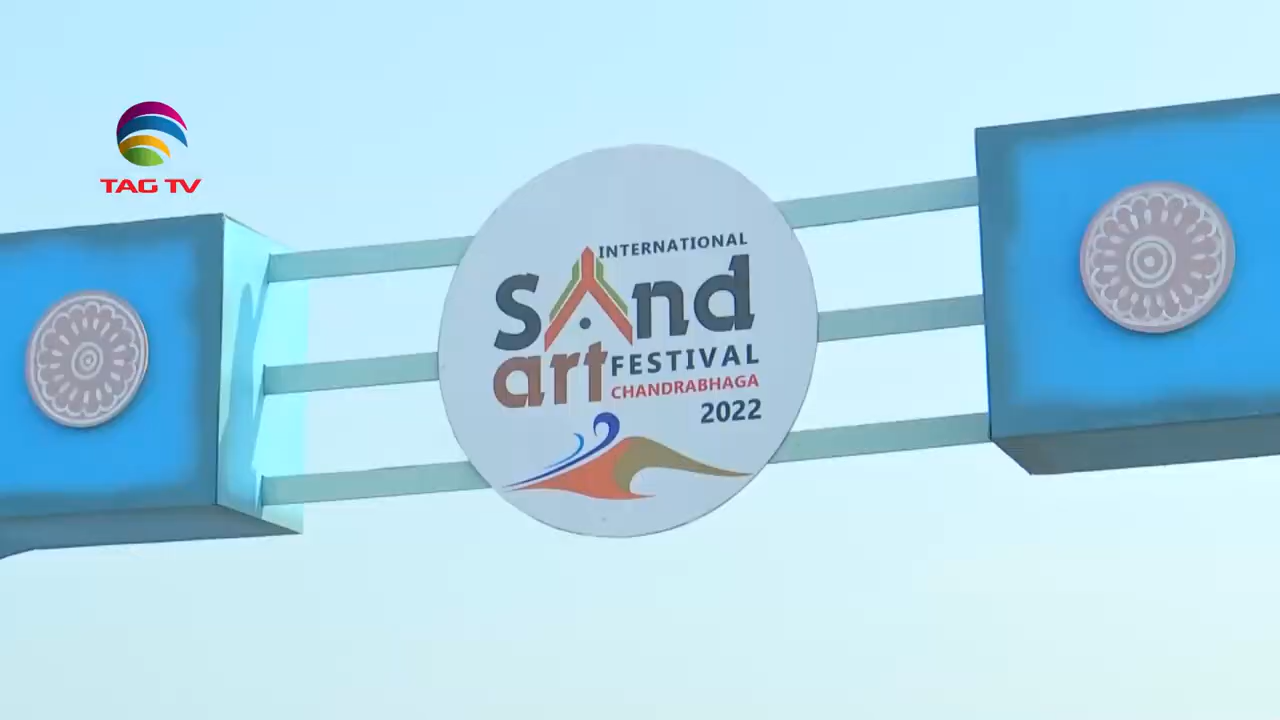 TAG TV
INTERNATIONAL
sAnd
art FESTIVAL
CHANDRABHAGA
2022